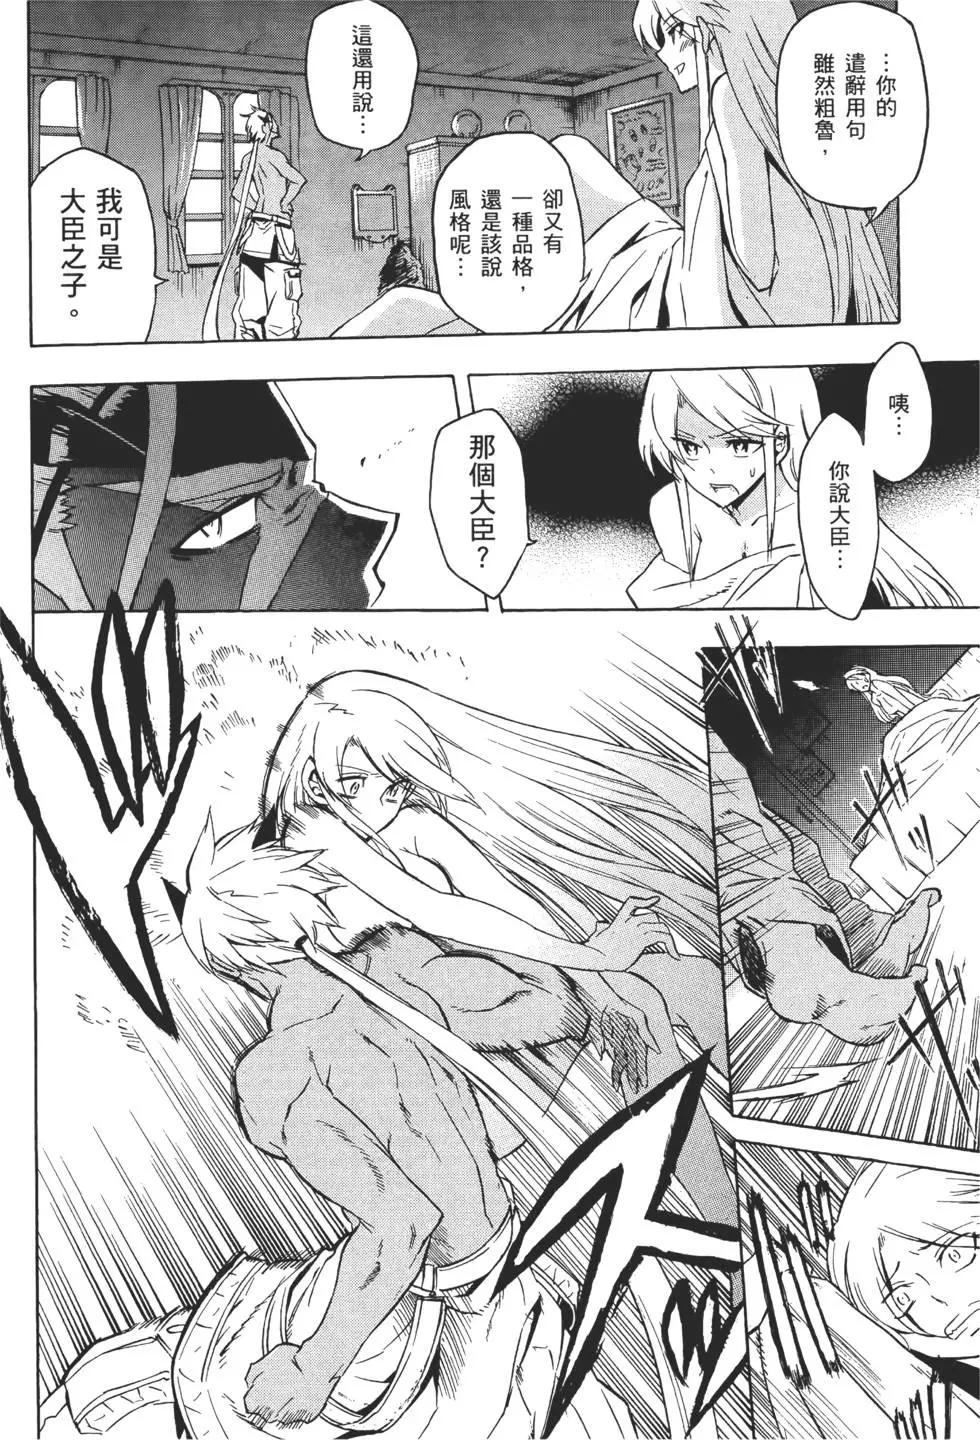 …你的
遣辭用句
雖然粗魯，
卻又有
一種品格，
還是該說
風格呢…
這還用說…
我可是
大臣之子。
咦…
你說大臣…
那個大臣？